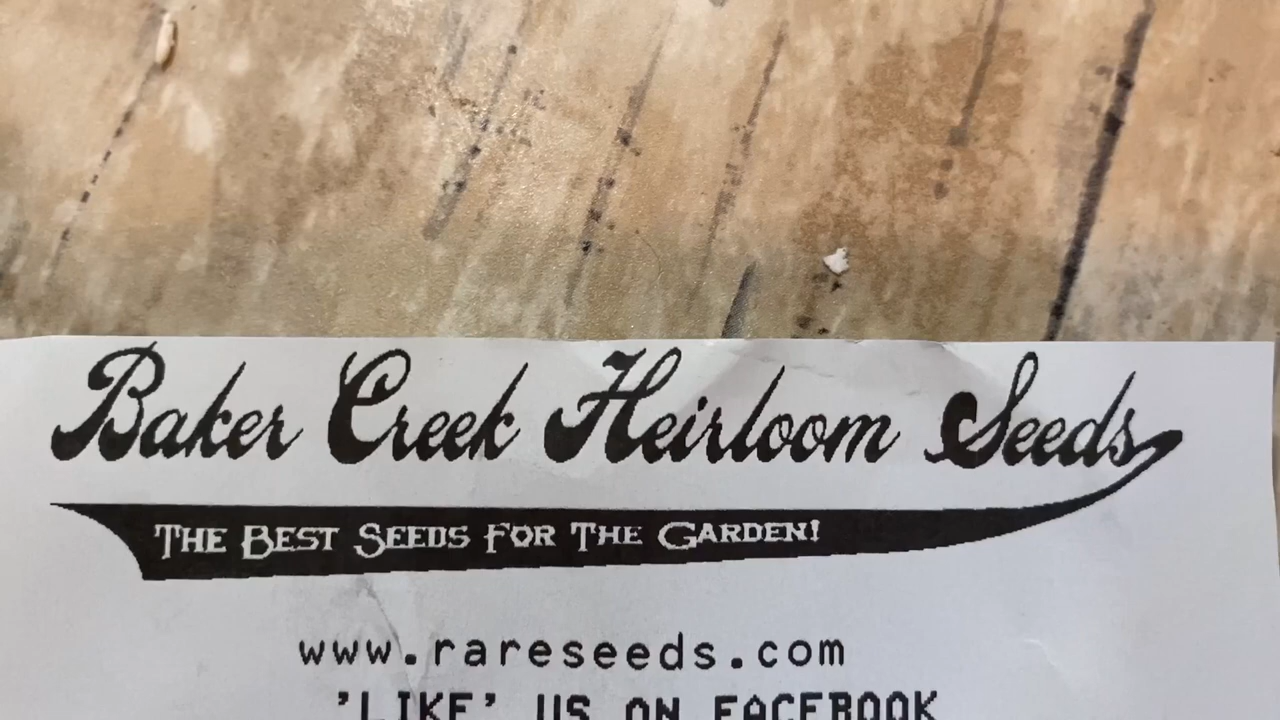 Baker Creek Heirloom Seeds
THE BEST SEEDS FOR THE GARDEN!
www.rareseeds.com
'LIKE' US ON FACEBOOK